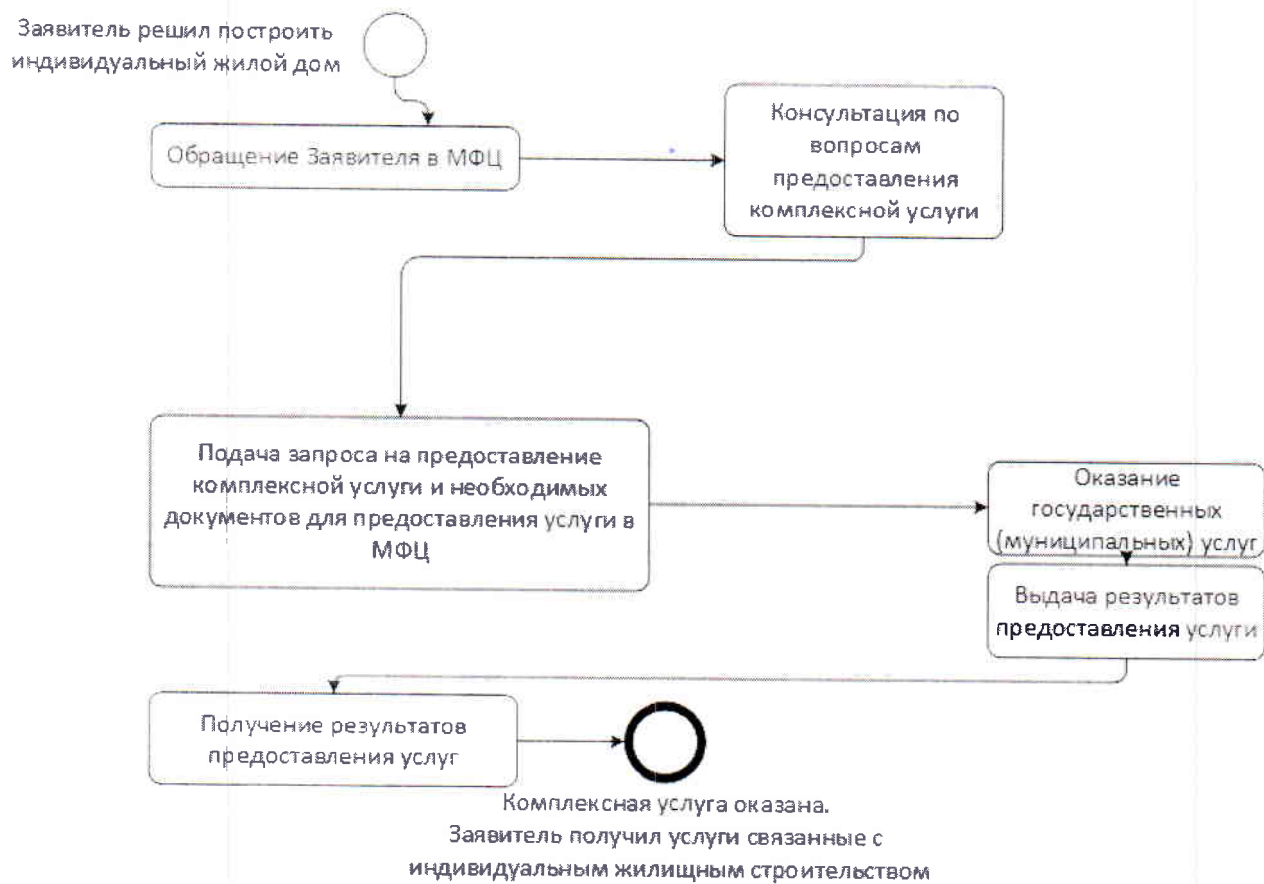 Заявитель решил построить
индивидуальный жилой дом
Обращение Заявителя в МФЦ
Консультация по
вопросам
предоставления
комплексной услуги
Подача запроса на предоставление
комплексной услуги и необходимых
документов для предоставления услуги в
МФЦ
Оказание
государственных
(муниципальных) услуг
Выдача результатов
предоставления услуги
Получение результатов
предоставления услуг
Комплексная услуга оказана.
Заявитель получил услуги связанные с
индивидуальным жилищным строительством